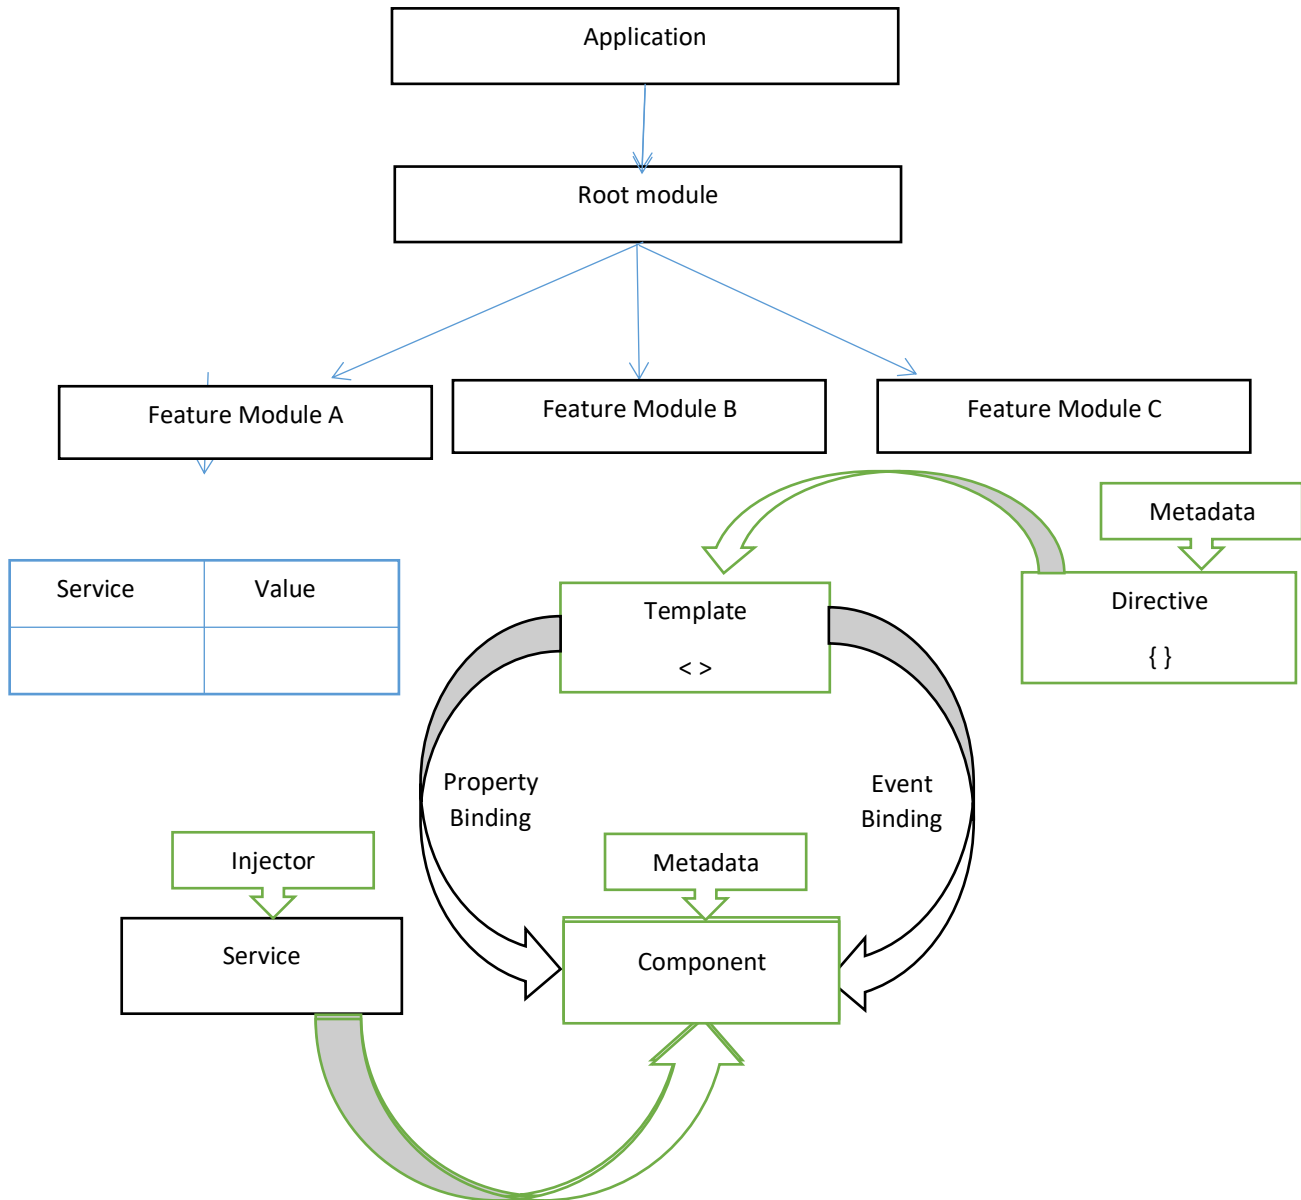 Application
Root module
Feature Module A
Feature Module B
Feature Module C
Metadata
Service
Value
Template
< >
Directive
{ }
Property
Binding
Event
Binding
Injector
Metadata
Service
Component